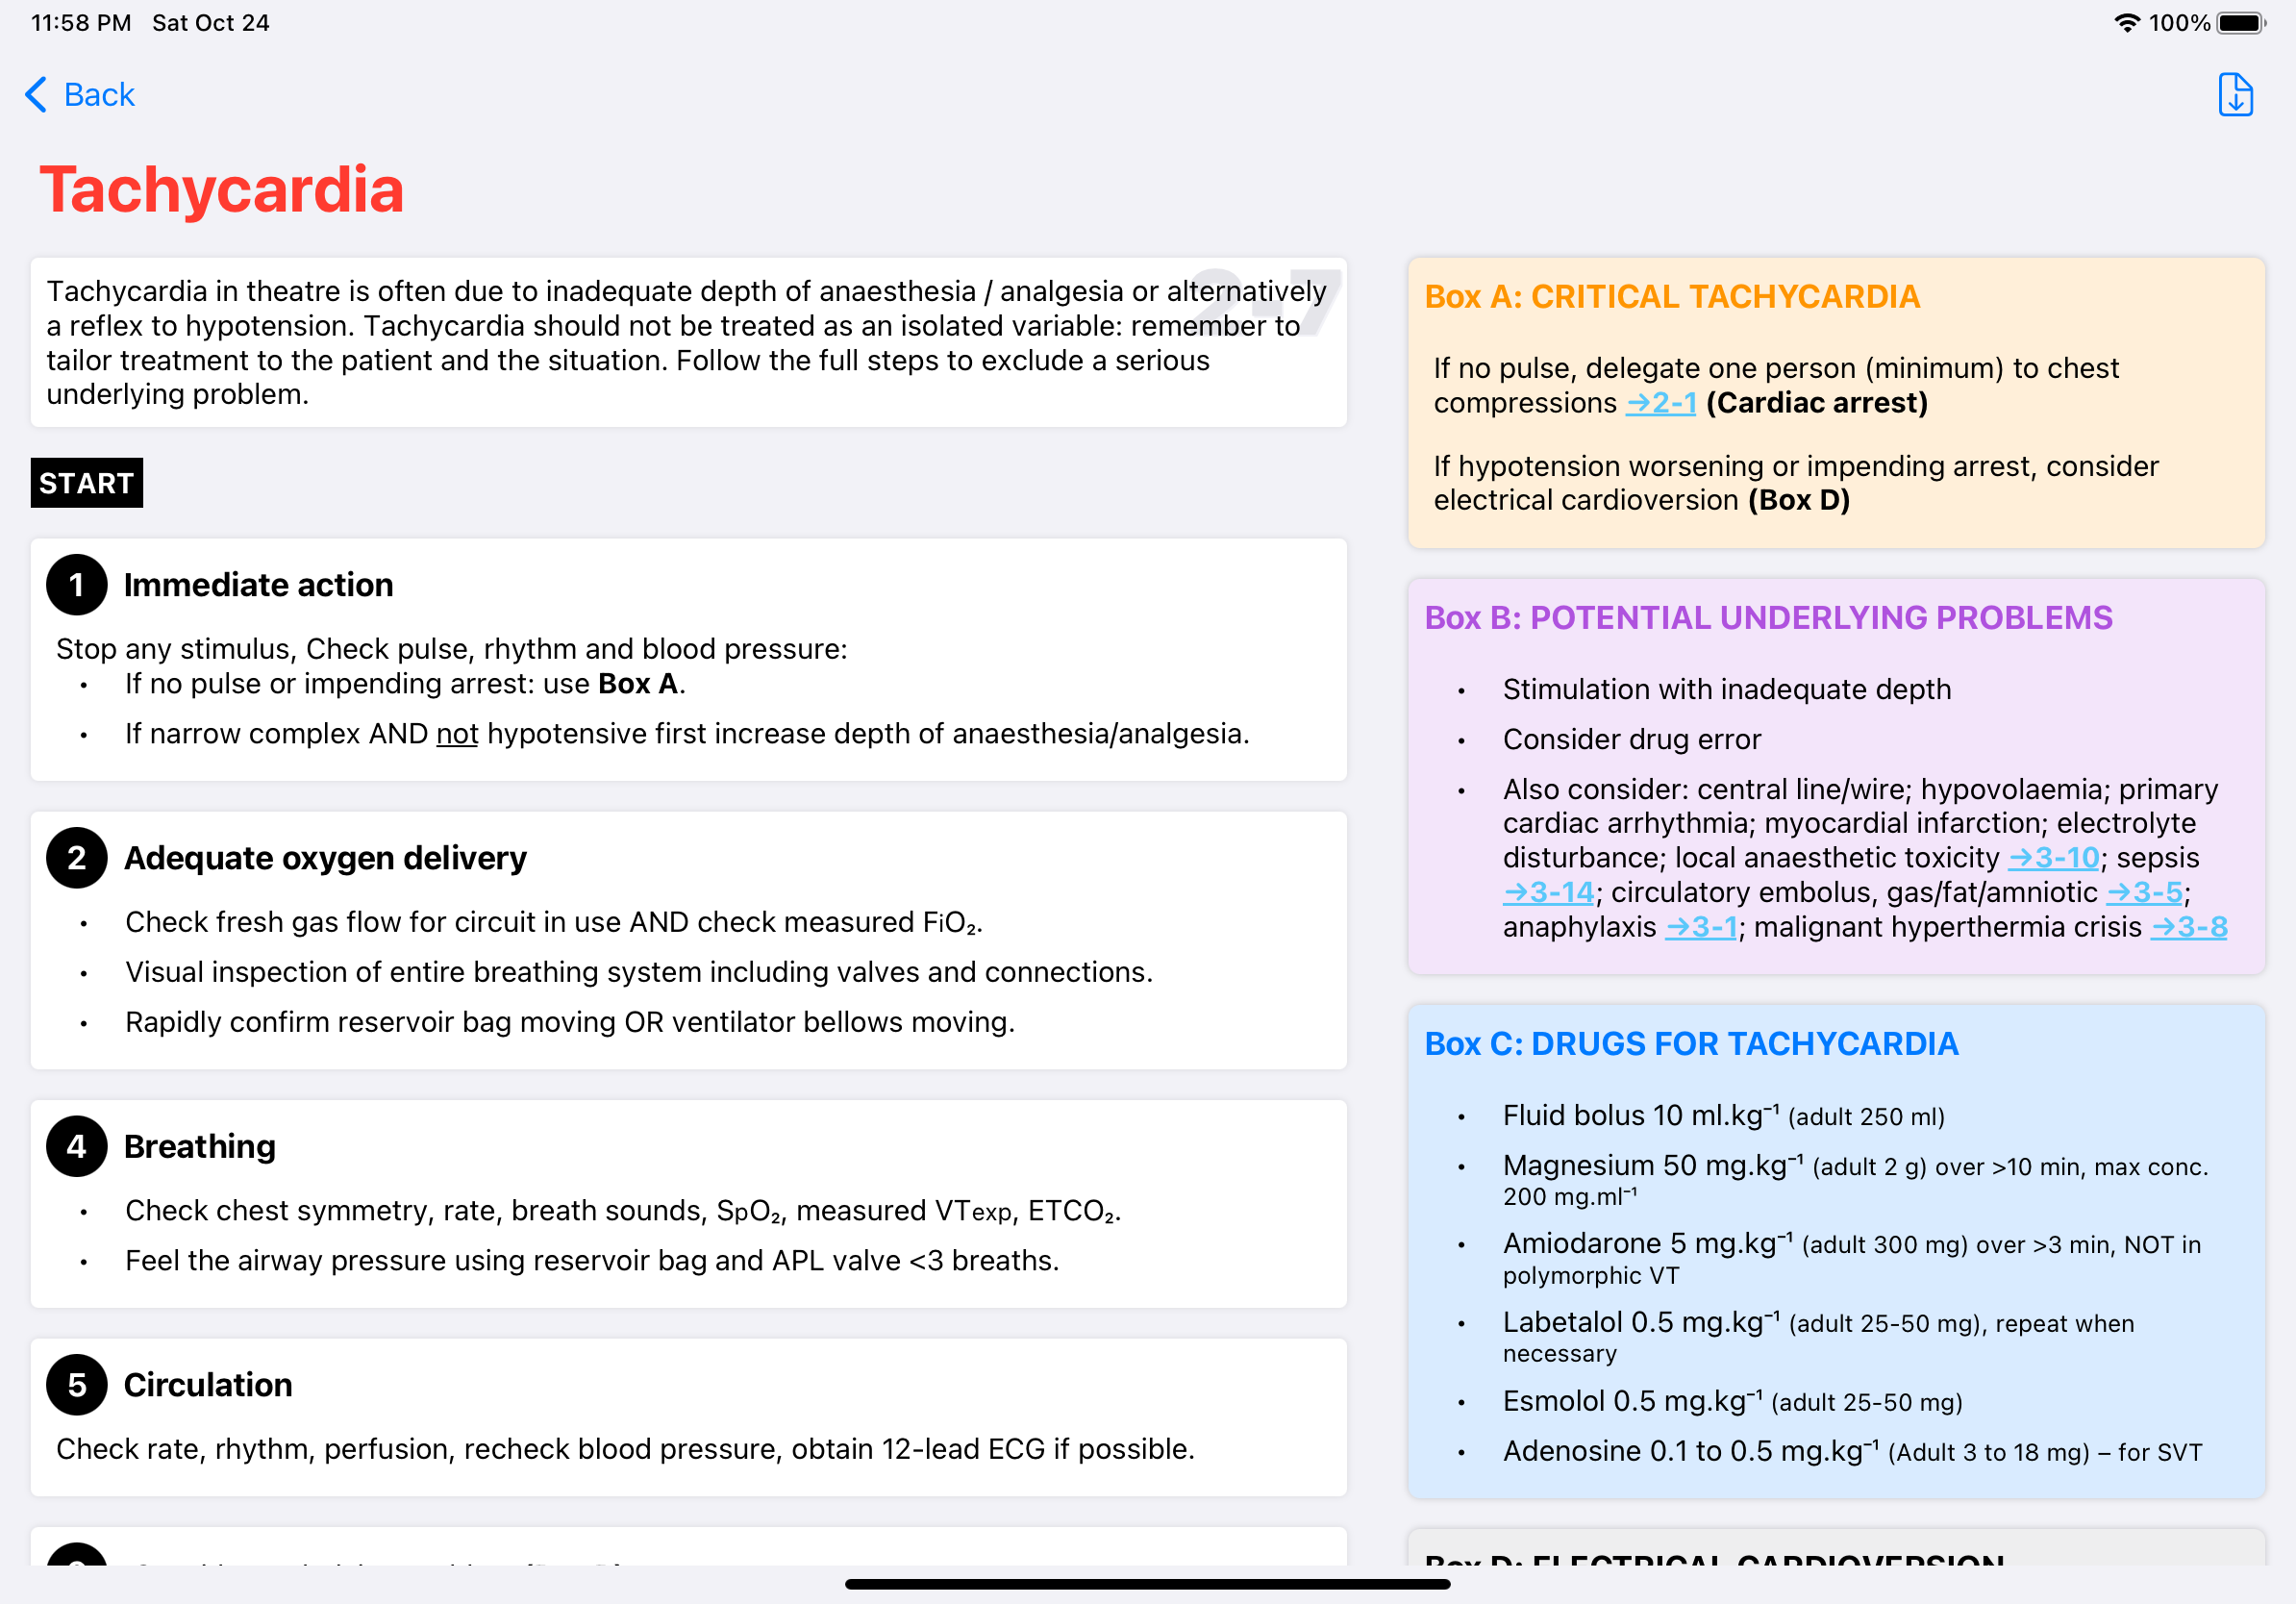 11:58 PM Sat Oct 24
100%
Back
Tachycardia
2-7
Tachycardia in theatre is often due to inadequate depth of anaesthesia / analgesia or alternatively
a reflex to hypotension. Tachycardia should not be treated as an isolated variable: remember to
tailor treatment to the patient and the situation. Follow the full steps to exclude a serious
underlying problem.
START
1 Immediate action
Stop any stimulus, Check pulse, rhythm and blood pressure:
• If no pulse or impending arrest: use Box A.
• If narrow complex AND not hypotensive first increase depth of anaesthesia/analgesia.
2 Adequate oxygen delivery
• Check fresh gas flow for circuit in use AND check measured FiO₂.
• Visual inspection of entire breathing system including valves and connections.
• Rapidly confirm reservoir bag moving OR ventilator bellows moving.
4 Breathing
• Check chest symmetry, rate, breath sounds, SpO₂, measured VTexp, ETCO₂.
• Feel the airway pressure using reservoir bag and APL valve <3 breaths.
5 Circulation
Check rate, rhythm, perfusion, recheck blood pressure, obtain 12-lead ECG if possible.
Box A: CRITICAL TACHYCARDIA
If no pulse, delegate one person (minimum) to chest
compressions →2-1 (Cardiac arrest)
If hypotension worsening or impending arrest, consider
electrical cardioversion (Box D)
Box B: POTENTIAL UNDERLYING PROBLEMS
• Stimulation with inadequate depth
• Consider drug error
• Also consider: central line/wire; hypovolaemia; primary
cardiac arrhythmia; myocardial infarction; electrolyte
disturbance; local anaesthetic toxicity →3-10; sepsis
→3-14; circulatory embolus, gas/fat/amniotic →3-5;
anaphylaxis →3-1; malignant hyperthermia crisis →3-8
Box C: DRUGS FOR TACHYCARDIA
• Fluid bolus 10 ml.kg⁻¹ (adult 250 ml)
• Magnesium 50 mg.kg⁻¹ (adult 2 g) over >10 min, max conc.
200 mg.ml⁻¹
• Amiodarone 5 mg.kg⁻¹ (adult 300 mg) over >3 min, NOT in
polymorphic VT
• Labetalol 0.5 mg.kg⁻¹ (adult 25-50 mg), repeat when
necessary
• Esmolol 0.5 mg.kg⁻¹ (adult 25-50 mg)
• Adenosine 0.1 to 0.5 mg.kg⁻¹ (Adult 3 to 18 mg) – for SVT
Box D: ELECTRICAL CARDIOVERSION